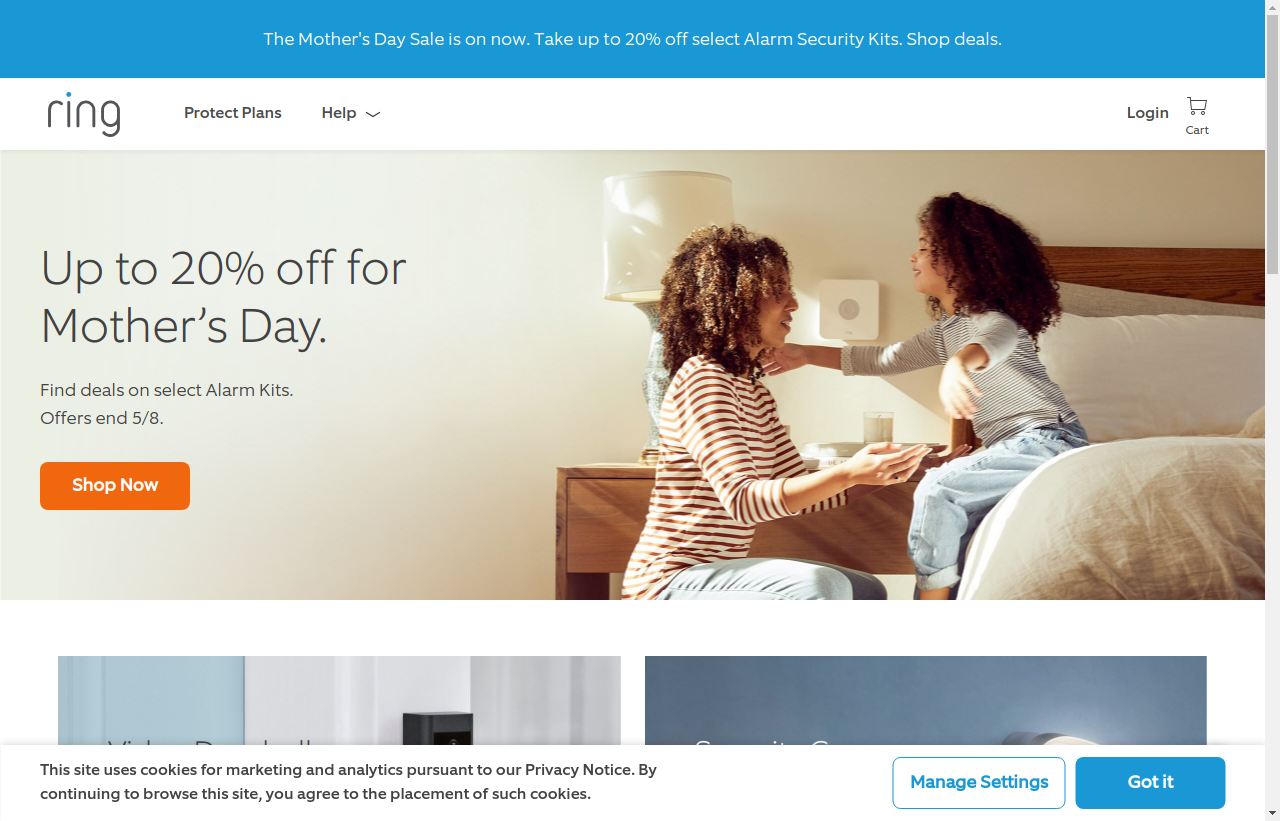 The Mother's Day Sale is on now. Take up to 20% off select Alarm Security Kits. Shop deals.
ring
Protect Plans
Help
Login
Cart
Up to 20% off for
Mother’s Day.
Find deals on select Alarm Kits.
Offers end 5/8.
Shop Now
This site uses cookies for marketing and analytics pursuant to our Privacy Notice. By
continuing to browse this site, you agree to the placement of such cookies.
Manage Settings
Got it